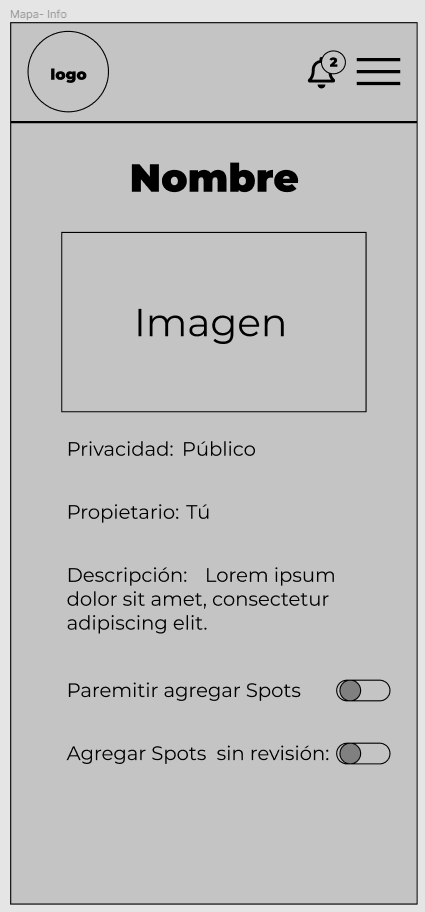 Mapa- Info
logo
2
Nombre
Imagen
Privacidad: Público
Propietario: Tú
Descripción: Lorem ipsum
dolor sit amet, consectetur
adipiscing elit.
Paremitir agregar Spots
Agregar Spots sin revisión: